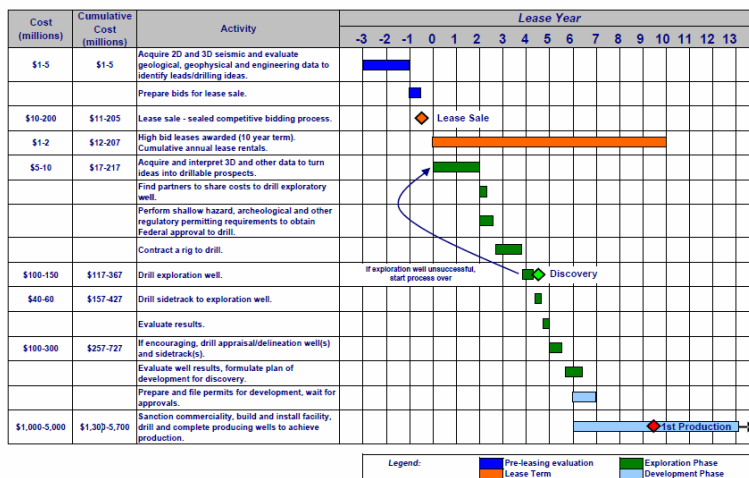 Cost
(millions)
Cumulative
Cost
(millions)
Activity
Lease Year
-3 -2 -1 0 1 2 3 4 5 6 7 8 9 10 11 12 13
$1-5
$1-5
Acquire 2D and 3D seismic and evaluate
geological, geophysical and engineering data to
identify leads/drilling ideas.
Prepare bids for lease sale.
$10-200
$11-205
Lease sale - sealed competitive bidding process.
Lease Sale
$1-2
$12-207
High bid leases awarded (10 year term).
Cumulative annual lease rentals.
$5-10
$17-217
Acquire and interpret 3D and other data to turn
ideas into drillable prospects.
Find partners to share costs to drill exploratory
well.
Perform shallow hazard, archeological and other
regulatory permitting requirements to obtain
Federal approval to drill.
Contract a rig to drill.
$100-150
$117-367
Drill exploration well.
If exploration well unsuccessful,
start process over
Discovery
$40-60
$157-427
Drill sidetrack to exploration well.
Evaluate results.
$100-300
$257-727
If encouraging, drill appraisal/delineation well(s)
and sidetrack(s).
Evaluate well results, formulate plan of
development for discovery.
Prepare and file permits for development, wait for
approvals.
$1,000-5,000
Sanction commerciality, build and install facility,
drill and complete producing wells to achieve
production.
1st Production
Legend:
Pre-leasing evaluation
Exploration Phase
Lease Term
Development Phase